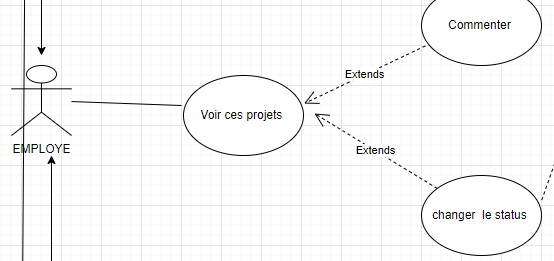 Commenter
Extends
Voir ces projets
EMPLOYE
Extends
changer le status